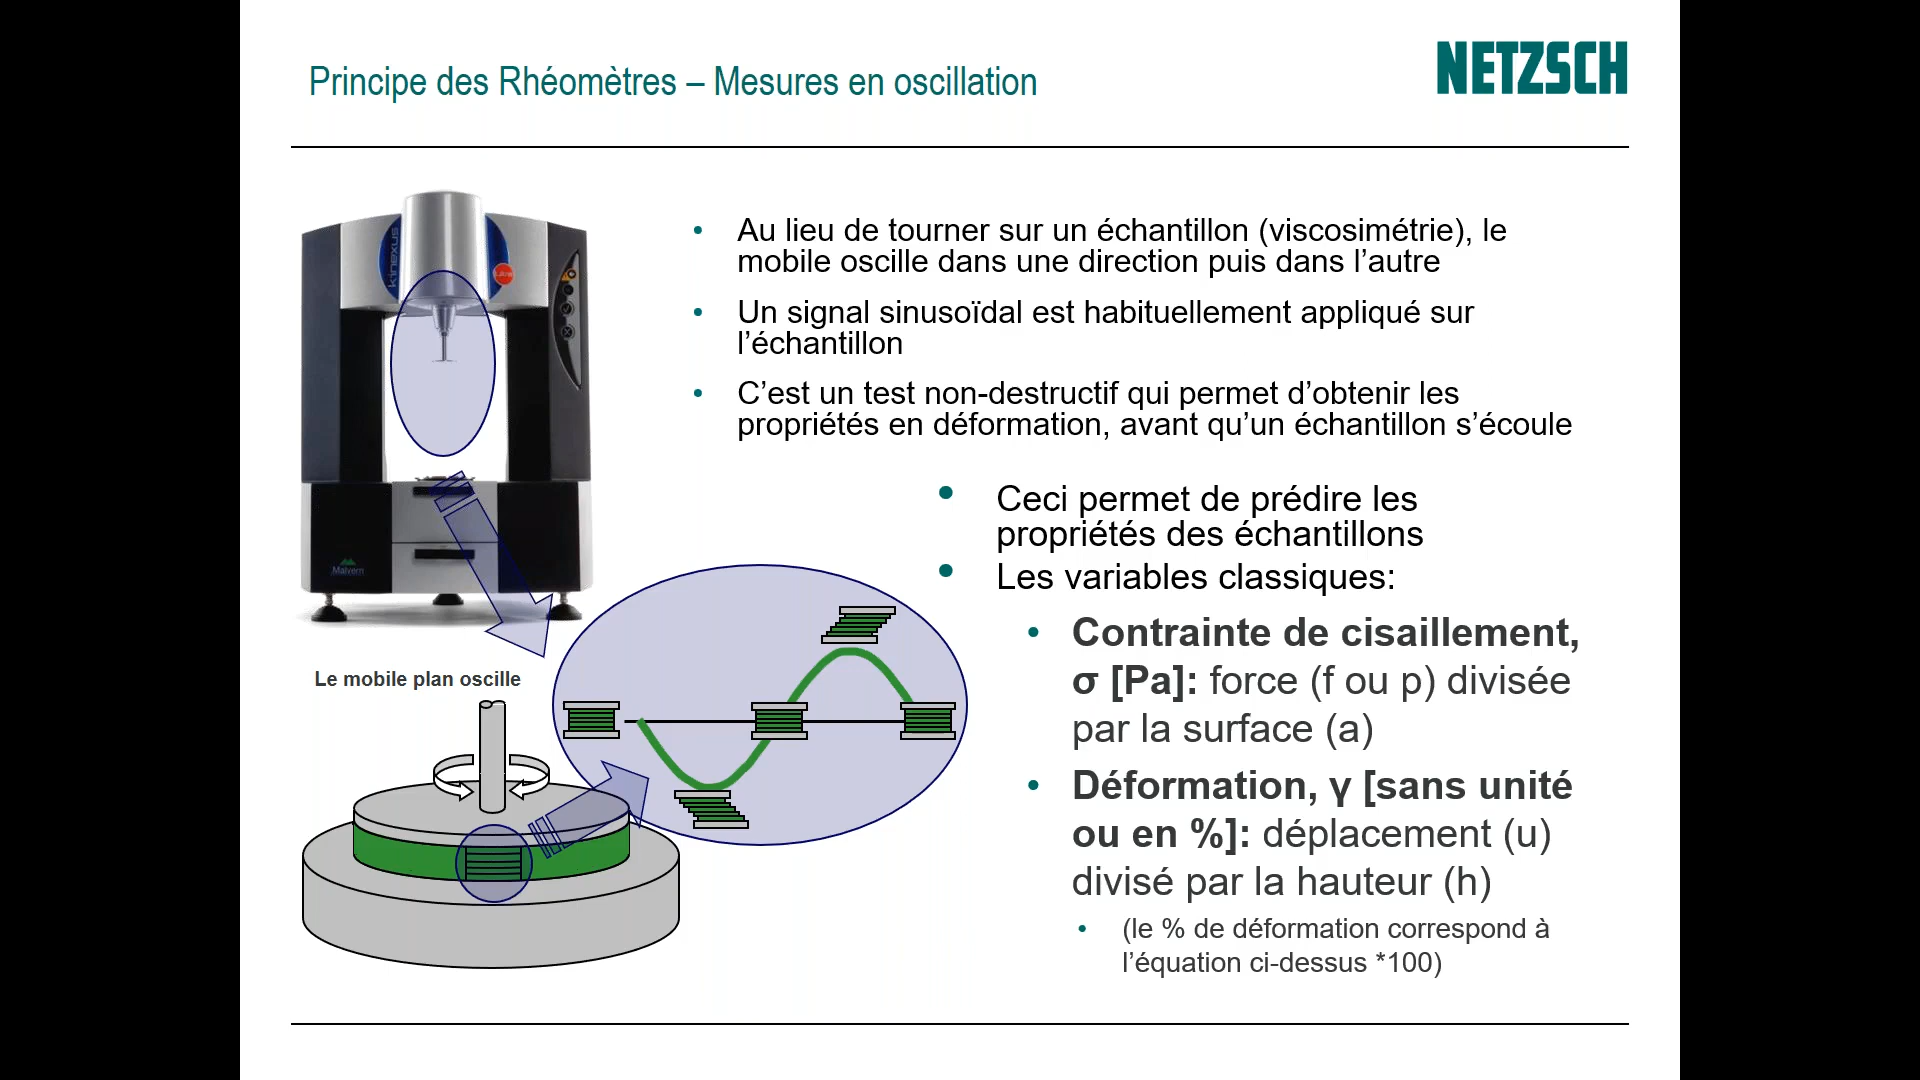 Principe des Rhéomètres – Mesures en oscillation
NETZSCH
kinexus
Ultra
Malvern
• Au lieu de tourner sur un échantillon (viscosimétrie), le
mobile oscille dans une direction puis dans l’autre
• Un signal sinusoïdal est habituellement appliqué sur
l’échantillon
• C’est un test non-destructif qui permet d’obtenir les
propriétés en déformation, avant qu’un échantillon s’écoule
• Ceci permet de prédire les
propriétés des échantillons
• Les variables classiques:
• Contrainte de cisaillement,
σ [Pa]: force (f ou p) divisée
par la surface (a)
• Déformation, γ [sans unité
ou en %]: déplacement (u)
divisé par la hauteur (h)
• (le % de déformation correspond à
l’équation ci-dessus *100)
Le mobile plan oscille